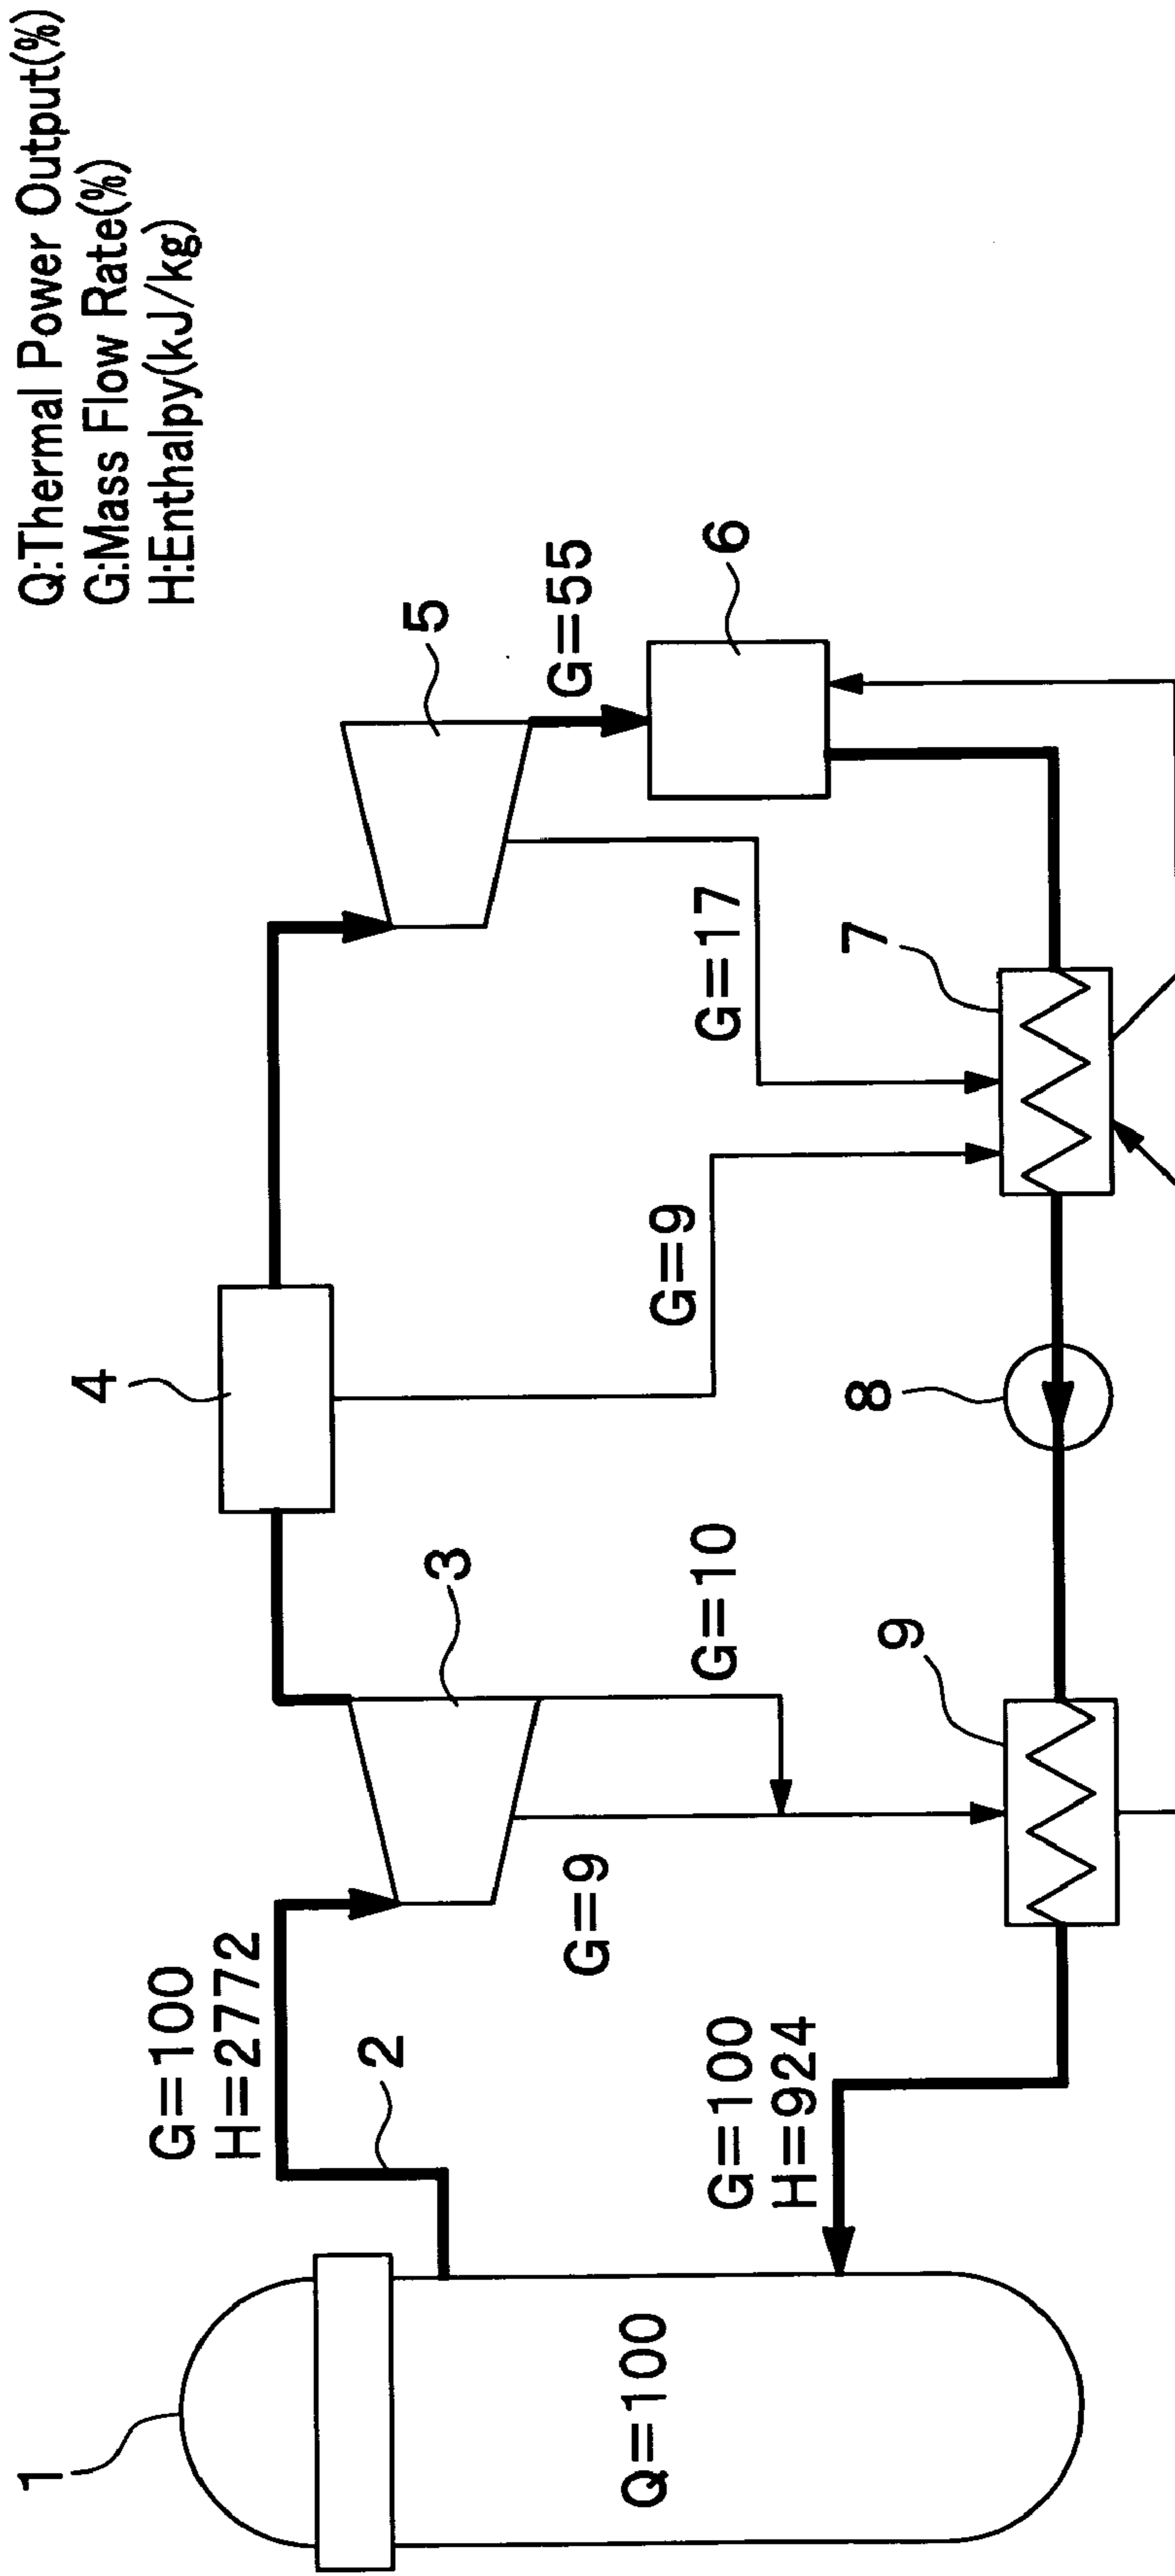 Q:Thermal Power Output(%)
G:Mass Flow Rate(%)
H:Enthalpy(kJ/kg)
1
Q=100
2
G=100
H=2772
3
G=9
G=10
4
G=9
5
G=17
G=55
6
7
8
9
G=100
H=924